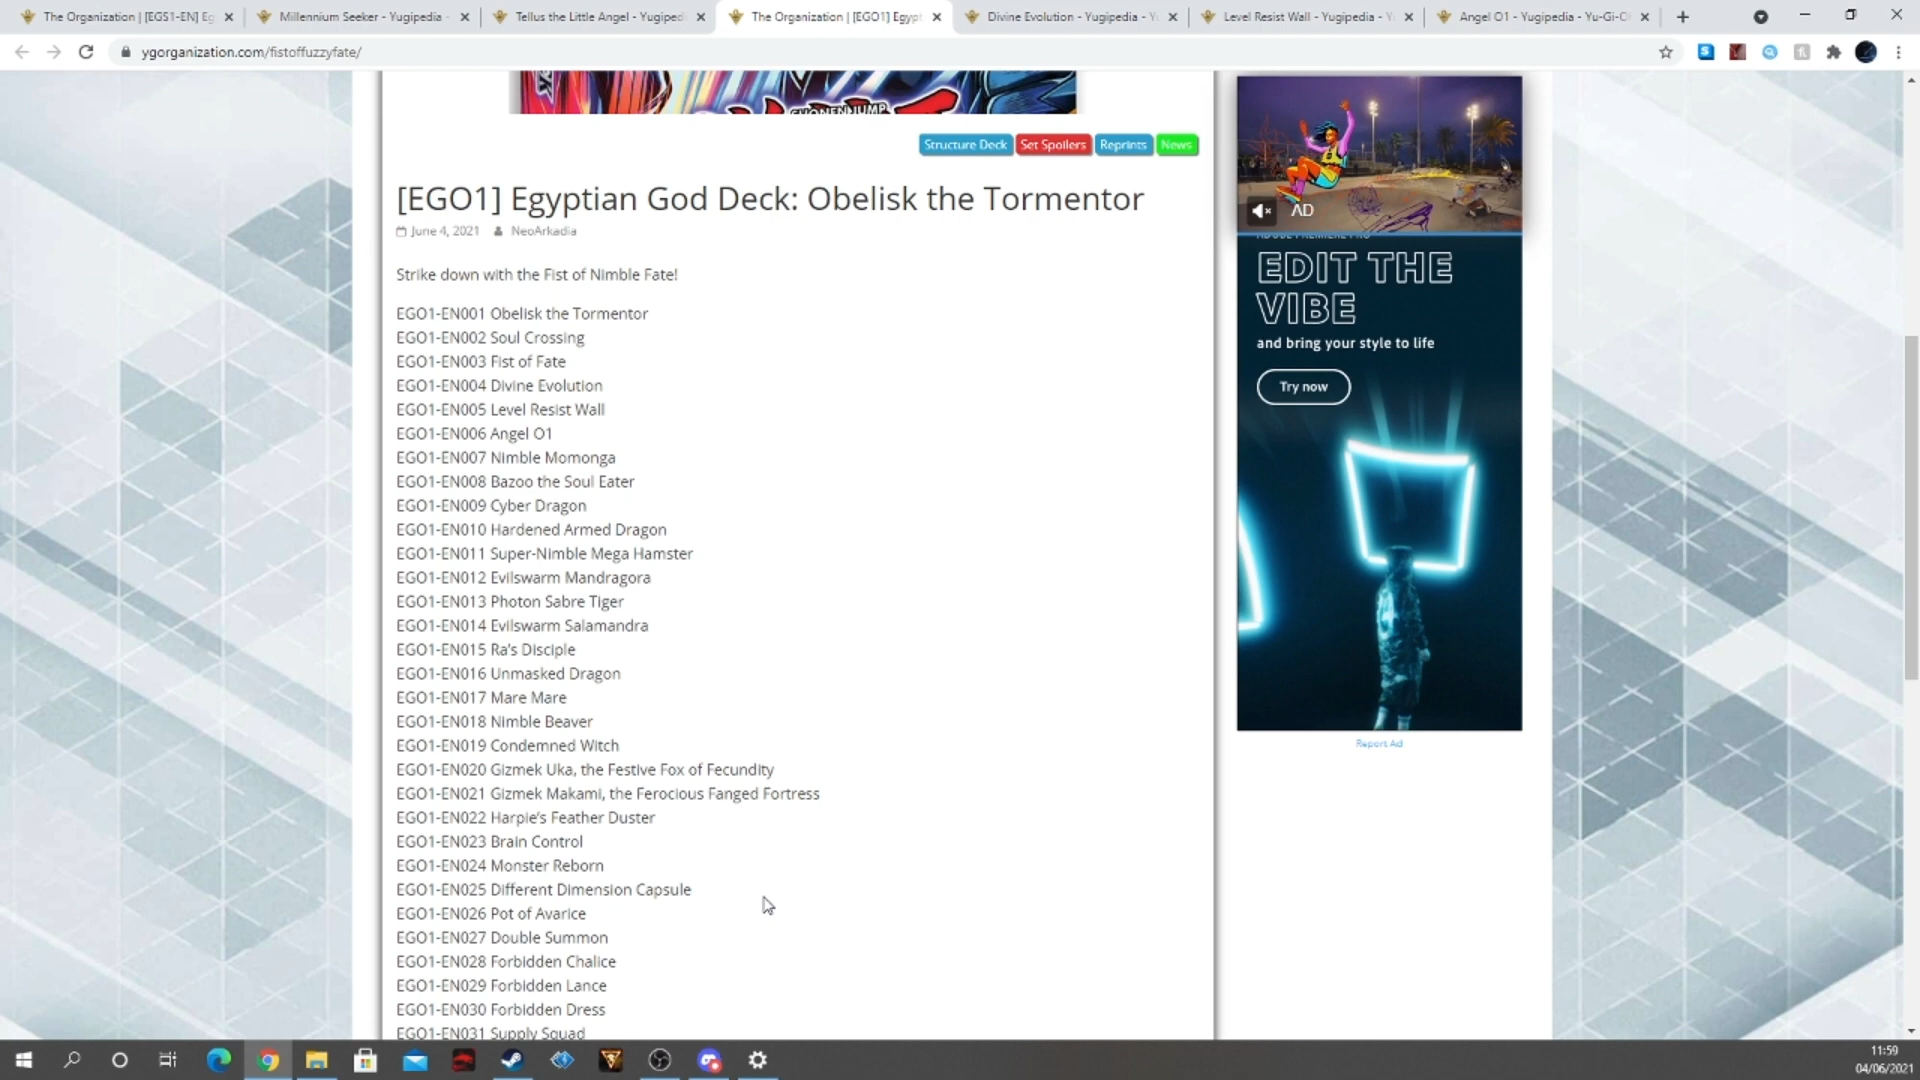 The Organization | [EGS1-EN] Eg
Millennium Seeker - Yugipedia -
Tellus the Little Angel - Yugiped
The Organization | [EGO1] Egypt
Divine Evolution - Yugipedia - Y
Level Resist Wall - Yugipedia - Y
Angel O1 - Yugipedia - Yu-Gi-O
ygorganization.com/fistoffuzzyfate/
SHONEN JUMP
Structure Deck Set Spoilers Reprints News
[EGO1] Egyptian God Deck: Obelisk the Tormentor
June 4, 2021 NeoArkadia
Strike down with the Fist of Nimble Fate!
EGO1-EN001 Obelisk the Tormentor
EGO1-EN002 Soul Crossing
EGO1-EN003 Fist of Fate
EGO1-EN004 Divine Evolution
EGO1-EN005 Level Resist Wall
EGO1-EN006 Angel O1
EGO1-EN007 Nimble Momonga
EGO1-EN008 Bazoo the Soul Eater
EGO1-EN009 Cyber Dragon
EGO1-EN010 Hardened Armed Dragon
EGO1-EN011 Super-Nimble Mega Hamster
EGO1-EN012 Evilswarm Mandragora
EGO1-EN013 Photon Sabre Tiger
EGO1-EN014 Evilswarm Salamandra
EGO1-EN015 Ra's Disciple
EGO1-EN016 Unmasked Dragon
EGO1-EN017 Mare Mare
EGO1-EN018 Nimble Beaver
EGO1-EN019 Condemned Witch
EGO1-EN020 Gizmek Uka, the Festive Fox of Fecundity
EGO1-EN021 Gizmek Makami, the Ferocious Fanged Fortress
EGO1-EN022 Harpie's Feather Duster
EGO1-EN023 Brain Control
EGO1-EN024 Monster Reborn
EGO1-EN025 Different Dimension Capsule
EGO1-EN026 Pot of Avarice
EGO1-EN027 Double Summon
EGO1-EN028 Forbidden Chalice
EGO1-EN029 Forbidden Lance
EGO1-EN030 Forbidden Dress
EGO1-EN031 Supply Squad
AD
ADOBE PREMIERE PRO
EDIT THE
VIBE
and bring your style to life
Try now
Report Ad
11:59
04/06/2021